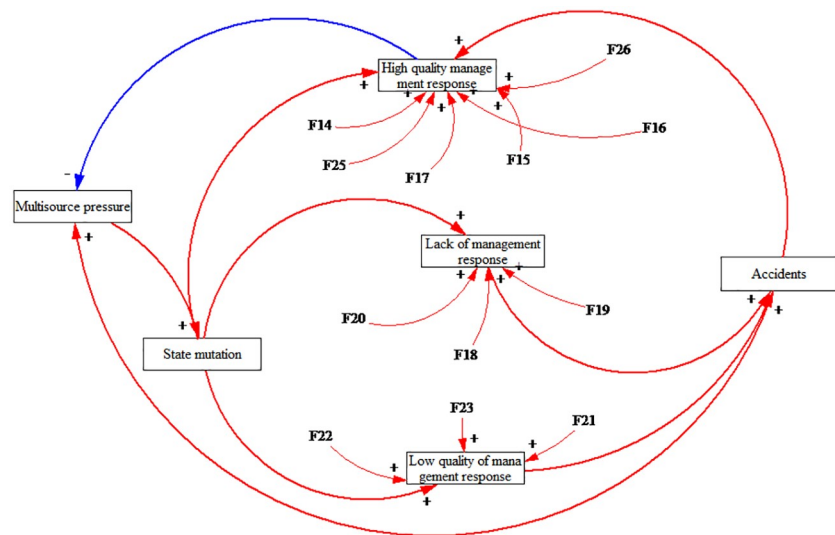 +
F26
High quality manage
ment response
+
+
+
+
+
+
F14
F16
F25
F15
F17
-
Multisource pressure
+
+
Lack of management
response
+
+
+
Accidents
+
+
F20
F19
F18
+
State mutation
F23
F22
F21
+
+
+
Low quality of mana
gement response
+